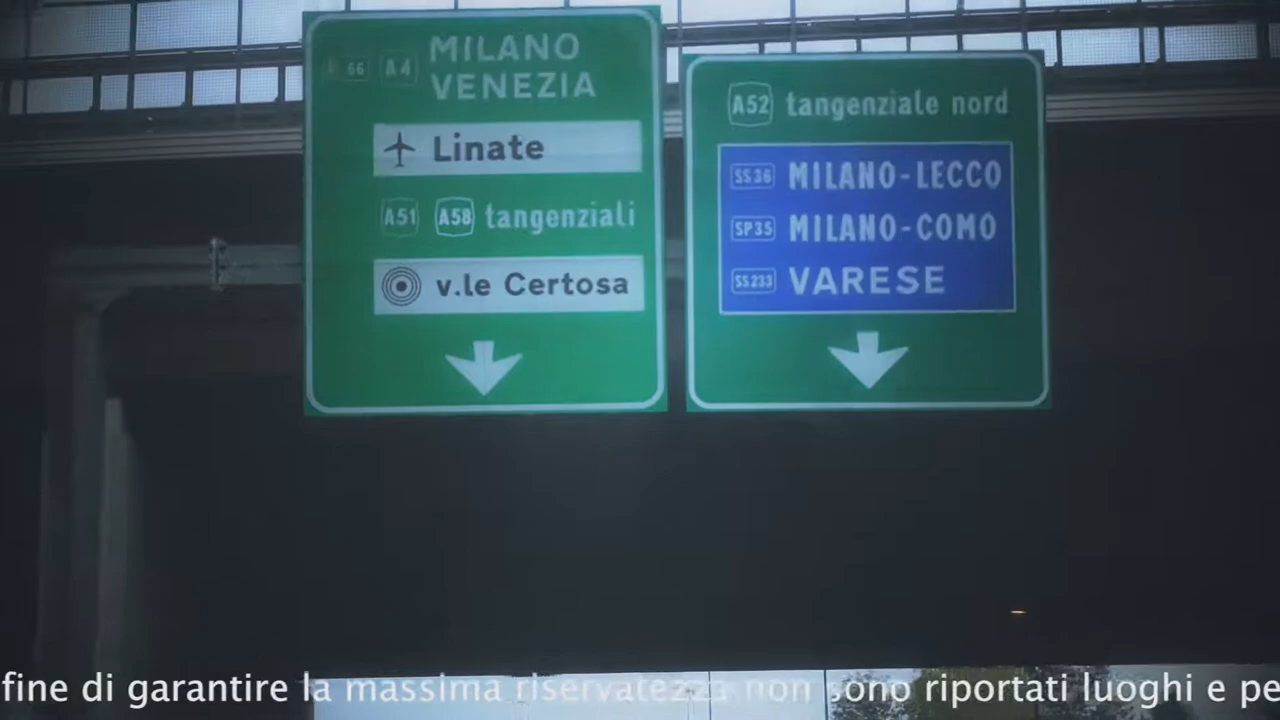 66 A4 MILANO
VENEZIA
Linate
A51 A58 tangenziali
v.le Certosa
A52 tangenziale nord
SS36 MILANO-LECCO
SP35 MILANO-COMO
SS233 VARESE
fine di garantire la massima riservatezza non sono riportati luoghi e pe